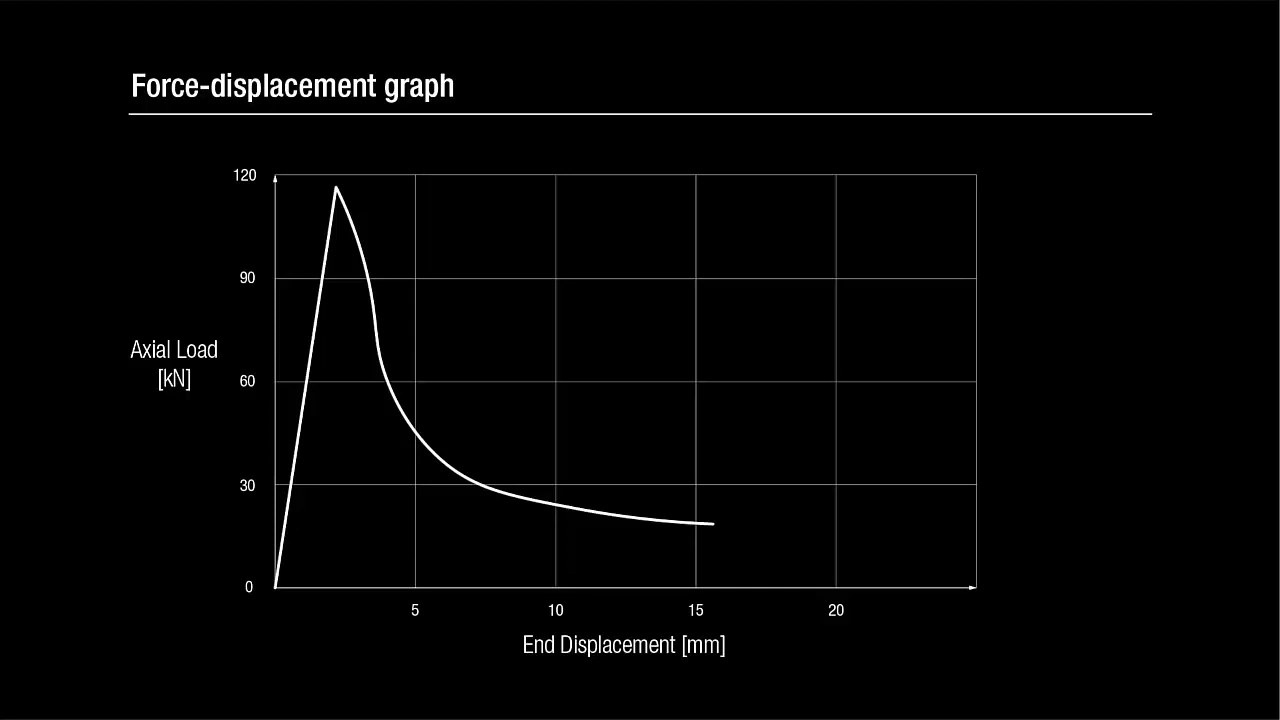 Force-displacement graph
120
90
Axial Load
[kN]
60
30
0
5 10 15 20
End Displacement [mm]